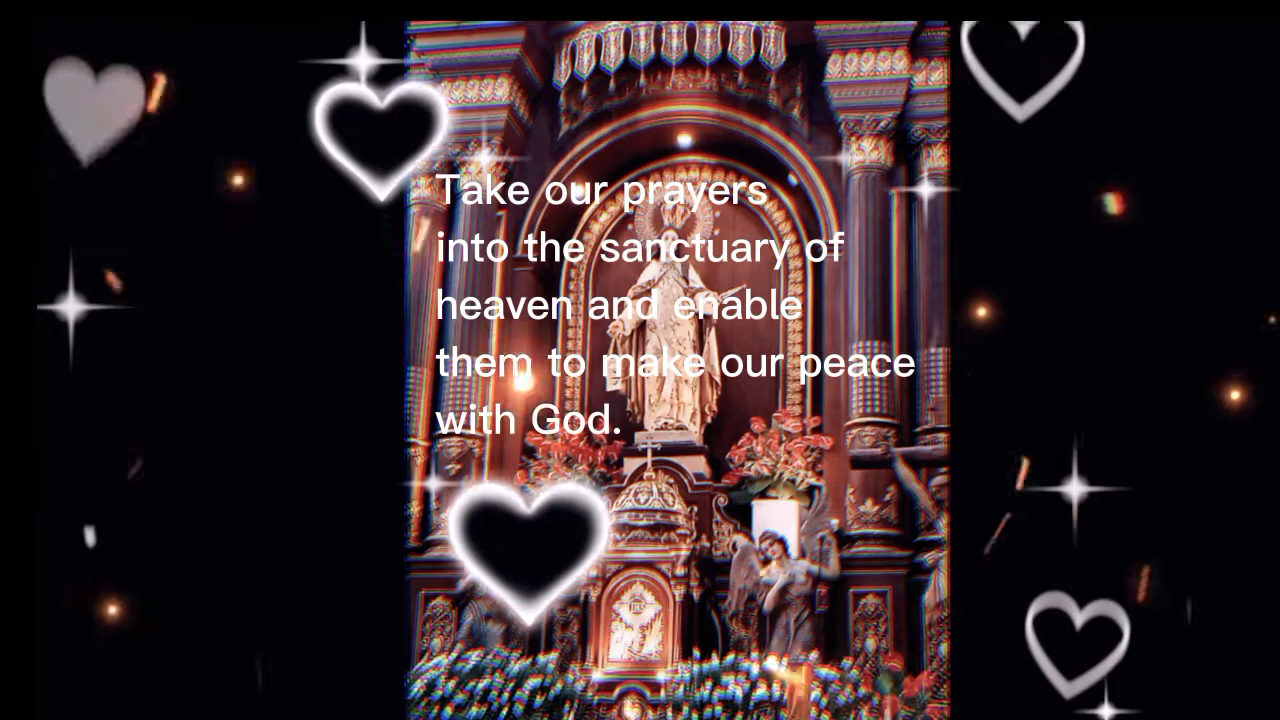 Take our prayers
into the sanctuary of
heaven and enable
them to make our peace
with God.